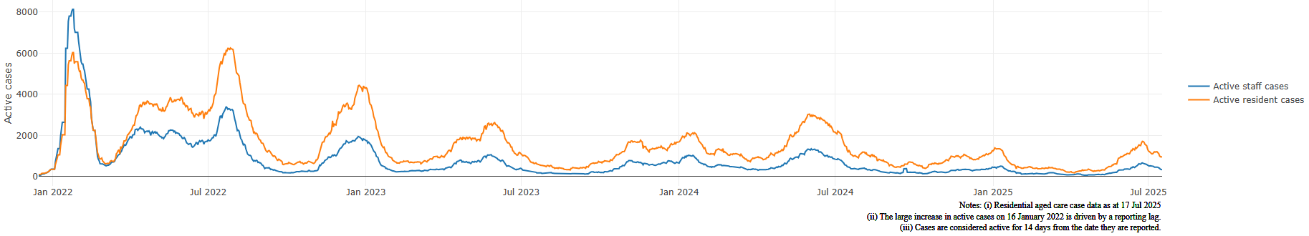 8000
6000
4000
2000
0
Active cases
Jan 2022
Jul 2022
Jan 2023
Jul 2023
Jan 2024
Jul 2024
Jan 2025
Jul 2025
Active staff cases
Active resident cases
Notes: (i) Residential aged care case data as at 17 Jul 2025
(ii) The large increase in active cases on 16 January 2022 is driven by a reporting lag.
(iii) Cases are considered active for 14 days from the date they are reported.